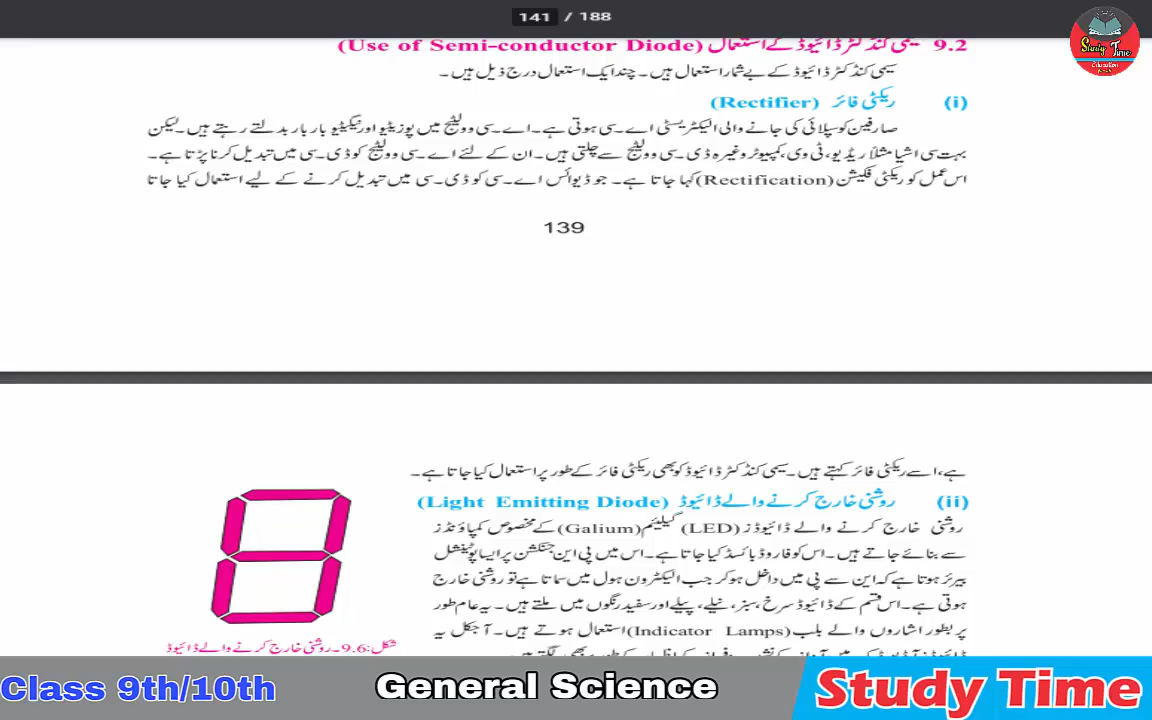 141 / 188
Study Time
Education
9.2 سیمی کنڈکٹر ڈائیوڈ کے استعمال (Use of Semi-conductor Diode)
سیمی کنڈکٹر ڈائیوڈ کے بے شمار استعمال ہیں۔ چند ایک استعمال درج ذیل ہیں۔
(i) ریکٹی فائر (Rectifier)
صارفین کو سپلائی کی جانے والی الیکٹریسٹی اے۔سی ہوتی ہے۔ اے۔سی وولٹیج میں پوزیٹیو اور نیگیٹیو بار بار بدلتے رہتے ہیں۔ لیکن
بہت سی اشیا مثلاً ریڈیو، ٹی وی، کمپیوٹر وغیرہ ڈی۔سی وولٹیج سے چلتی ہیں۔ ان کے لئے اے۔سی وولٹیج کو ڈی۔سی میں تبدیل کرنا پڑتا ہے۔
اس عمل کو ریکٹی فکیشن (Rectification) کہا جاتا ہے۔ جو ڈیوائس اے۔سی کو ڈی۔سی میں تبدیل کرنے کے لیے استعمال کیا جاتا
139
ہے، اسے ریکٹی فائر کہتے ہیں۔ سیمی کنڈکٹر ڈائیوڈ کو بھی ریکٹی فائر کے طور پر استعمال کیا جاتا ہے۔
(ii) روشنی خارج کرنے والے ڈائیوڈ (Light Emitting Diode)
روشنی خارج کرنے والے ڈائیوڈز (LED) گیلیئم (Galium) کے مخصوص کمپاؤنڈز
سے بنائے جاتے ہیں۔ اس کو فارورڈ بائسڈ کیا جاتا ہے۔ اس میں پی این جنکشن پر ایسا پوٹینشل
بیریئر ہوتا ہے کہ این سے پی میں داخل ہو کر جب الیکٹرون ہول میں سماتا ہے تو روشنی خارج
ہوتی ہے۔ اس قسم کے ڈائیوڈ سرخ، سبز، نیلے، پیلے اور سفید رنگوں میں ملتے ہیں۔ یہ عام طور
پر بطور اشاروں والے بلب (Indicator Lamps) استعمال ہوتے ہیں۔ آجکل یہ
شکل: 9.6۔ روشنی خارج کرنے والے ڈائیوڈ
Class 9th/10th
General Science
Study Time